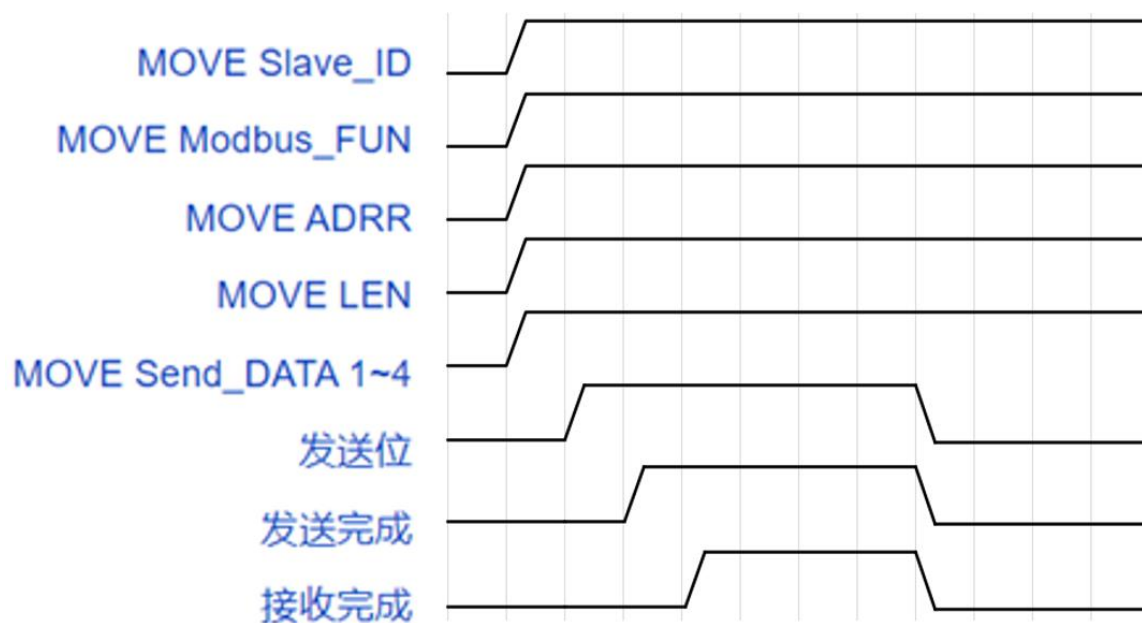 MOVE Slave_ID
MOVE Modbus_FUN
MOVE ADRR
MOVE LEN
MOVE Send_DATA 1~4
发送位
发送完成
接收完成